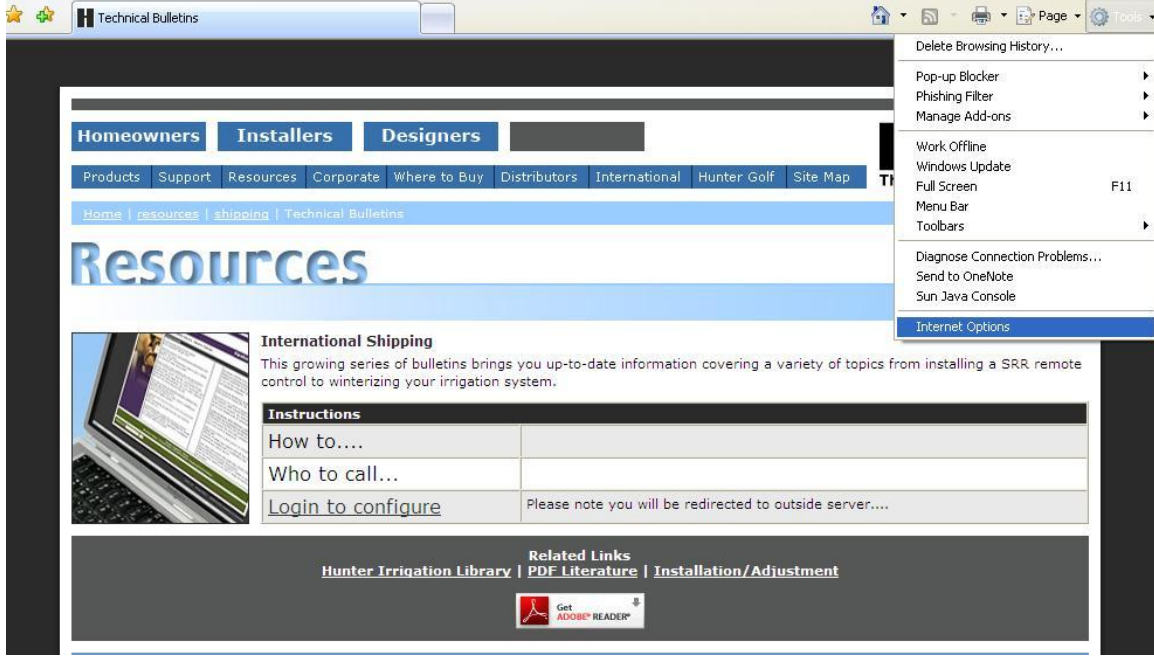 Technical Bulletins
Page
Tools
Delete Browsing History...
Pop-up Blocker
Phishing Filter
Manage Add-ons
Work Offline
Windows Update
Full Screen F11
Menu Bar
Toolbars
Diagnose Connection Problems...
Send to OneNote
Sun Java Console
Internet Options
Homeowners Installers Designers
Products Support Resources Corporate Where to Buy Distributors International Hunter Golf Site Map
Home | resources | shipping | Technical Bulletins
Resources
International Shipping
This growing series of bulletins brings you up-to-date information covering a variety of topics from installing a SRR remote
control to winterizing your irrigation system.
Instructions
How to....
Who to call...
Login to configure Please note you will be redirected to outside server....
Related Links
Hunter Irrigation Library | PDF Literature | Installation/Adjustment
Get
ADOBE® READER®